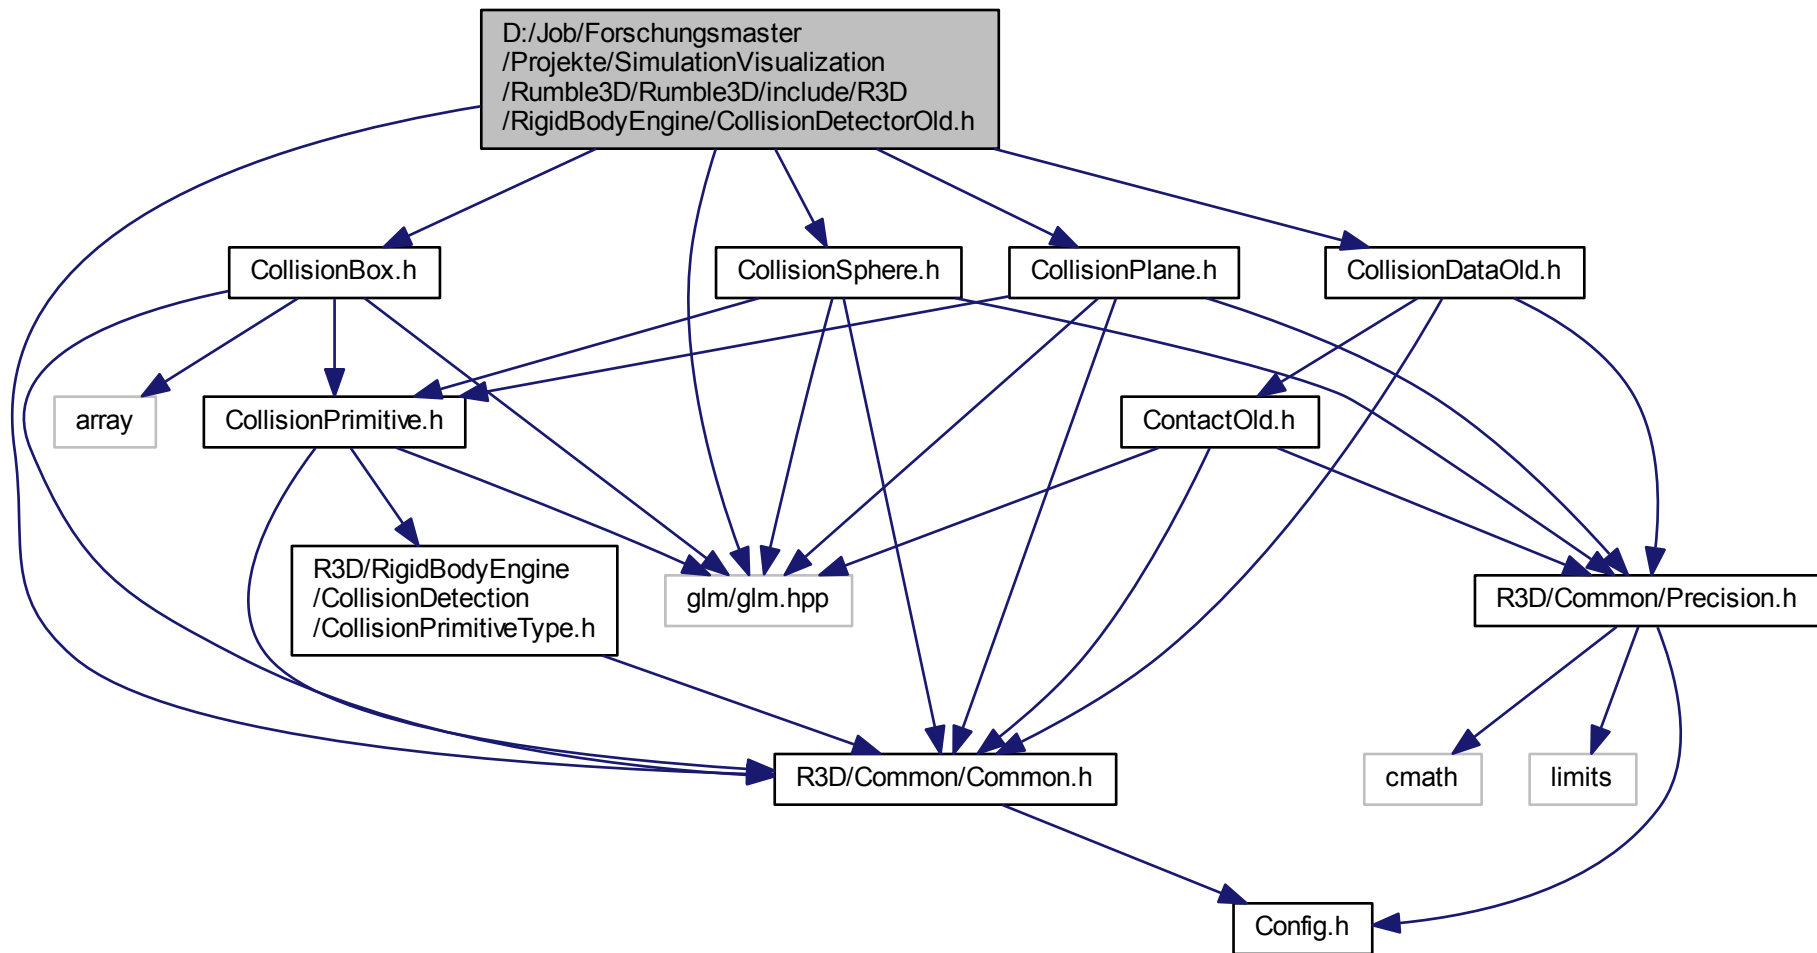 D:/Job/Forschungsmaster
/Projekte/SimulationVisualization
/Rumble3D/Rumble3D/include/R3D
/RigidBodyEngine/CollisionDetectorOld.h
CollisionBox.h
CollisionSphere.h
CollisionPlane.h
CollisionDataOld.h
array
CollisionPrimitive.h
ContactOld.h
R3D/RigidBodyEngine
/CollisionDetection
/CollisionPrimitiveType.h
glm/glm.hpp
R3D/Common/Precision.h
R3D/Common/Common.h
cmath
limits
Config.h